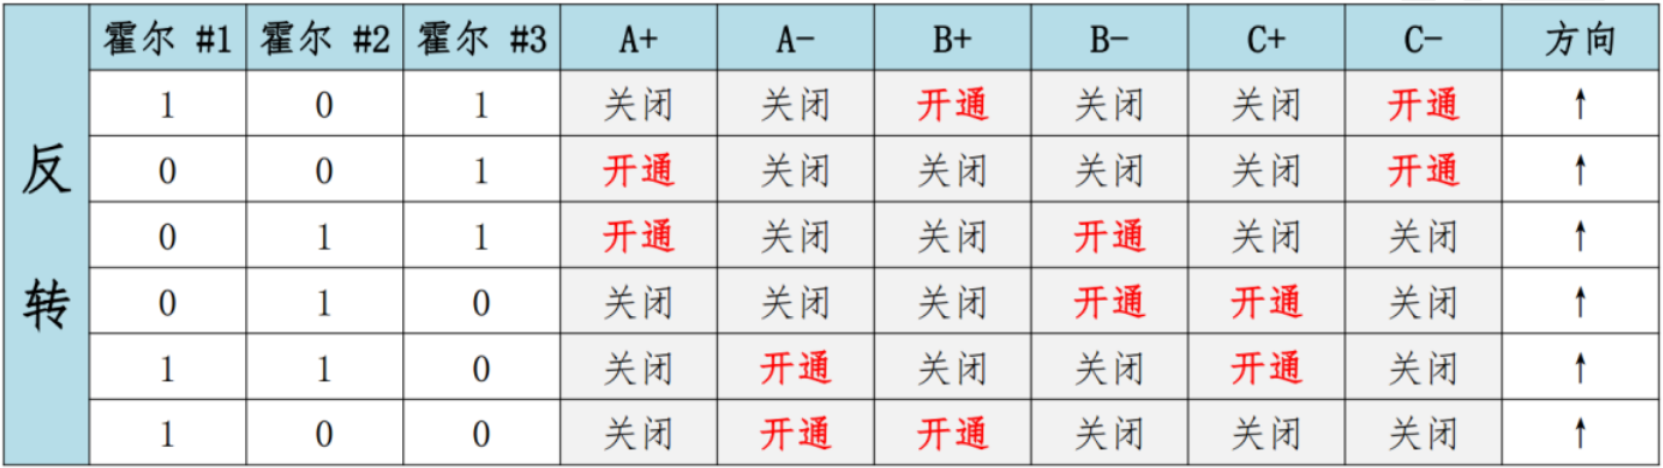 霍尔 #1 霍尔 #2 霍尔 #3 A+ A- B+ B- C+ C- 方向
反转
1 0 1 关闭 关闭 开通 关闭 关闭 开通 ↑
0 0 1 开通 关闭 关闭 关闭 关闭 开通 ↑
0 1 1 开通 关闭 关闭 开通 关闭 关闭 ↑
0 1 0 关闭 关闭 关闭 开通 开通 关闭 ↑
1 1 0 关闭 开通 关闭 关闭 开通 关闭 ↑
1 0 0 关闭 开通 开通 关闭 关闭 关闭 ↑